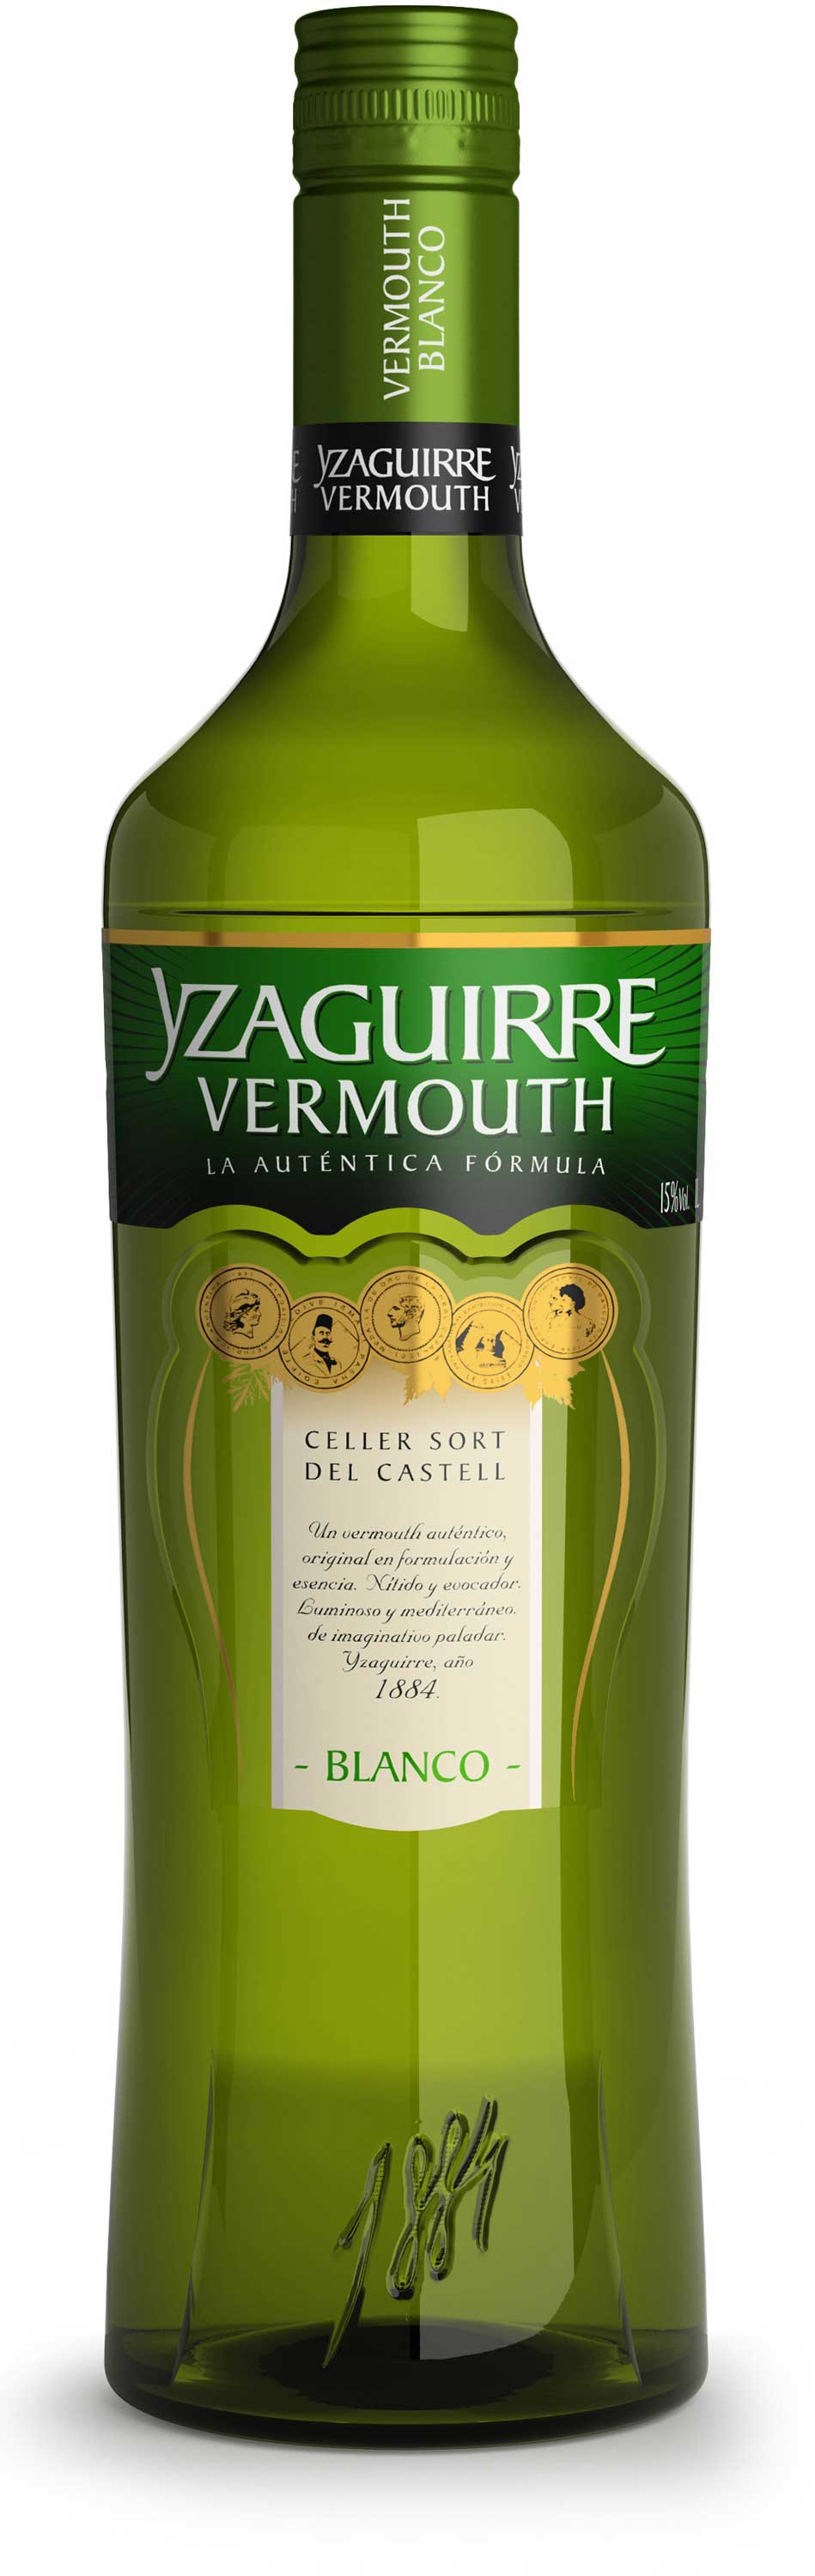 VERMOUTH
BLANCO
YZAGUIRRE
VERMOUTH
YZAGUIRRE
VERMOUTH
LA AUTÉNTICA FÓRMULA
15%Vol.
CELLER SORT
DEL CASTELL
Un vermouth auténtico,
original en formulación y
esencia. Nítido y evocador.
Luminoso y mediterráneo.
de imaginativo paladar.
Yzaguirre, año
1884.
- BLANCO -
1884